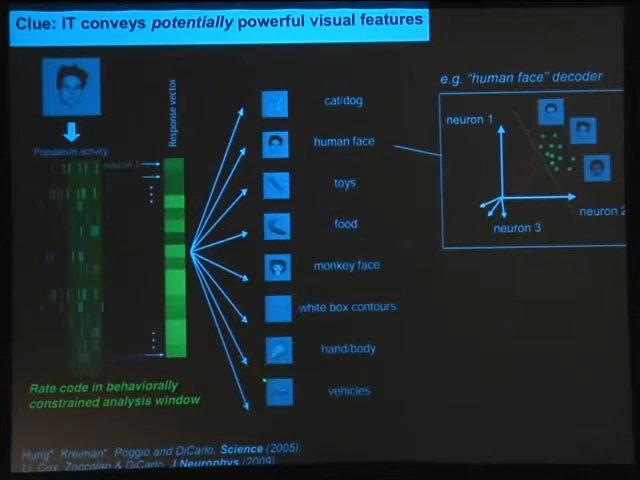 Clue: IT conveys potentially powerful visual features
Population activity
Response vector
neuron 1
cat/dog
human face
toys
food
monkey face
white box contours
hand/body
vehicles
e.g. "human face" decoder
neuron 1
neuron 2
neuron 3
Rate code in behaviorally
constrained analysis window
Hung*, Kreiman*, Poggio and DiCarlo, Science (2005);
Li, Cox, Zoccolan & DiCarlo, J Neurophys (2009)